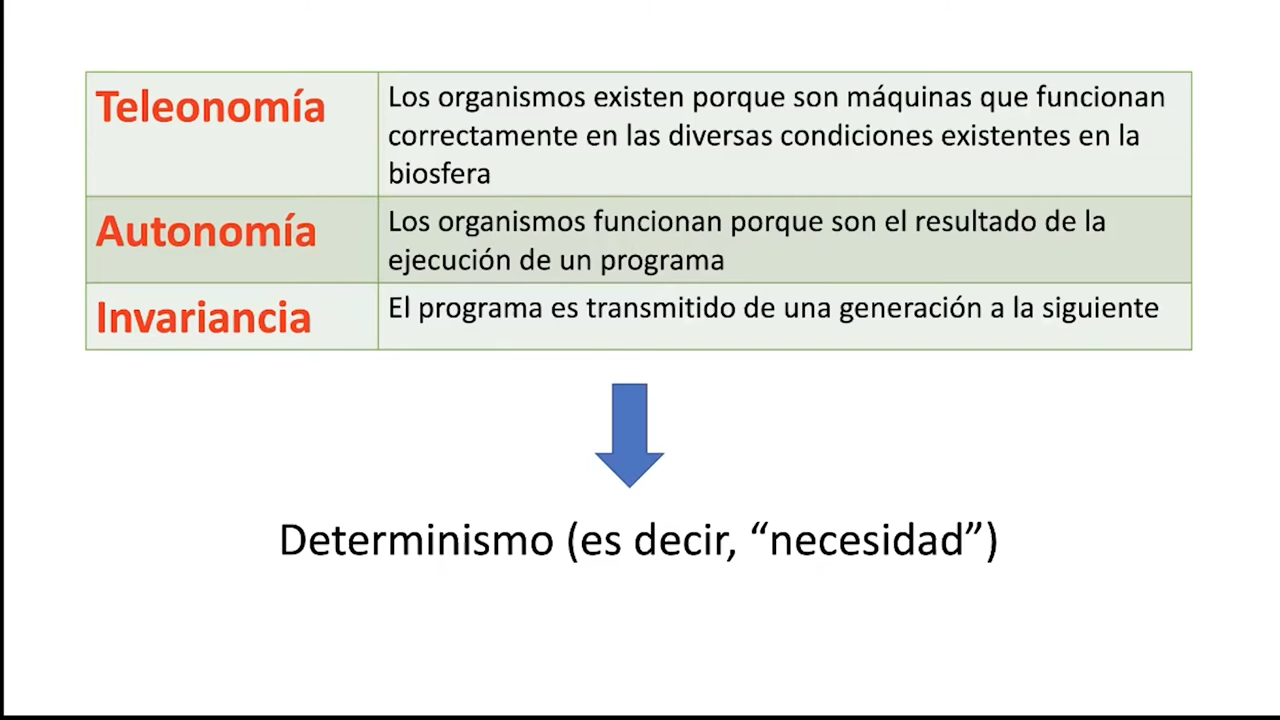 Teleonomía
Los organismos existen porque son máquinas que funcionan
correctamente en las diversas condiciones existentes en la
biosfera
Autonomía
Los organismos funcionan porque son el resultado de la
ejecución de un programa
Invariancia
El programa es transmitido de una generación a la siguiente
Determinismo (es decir, “necesidad”)